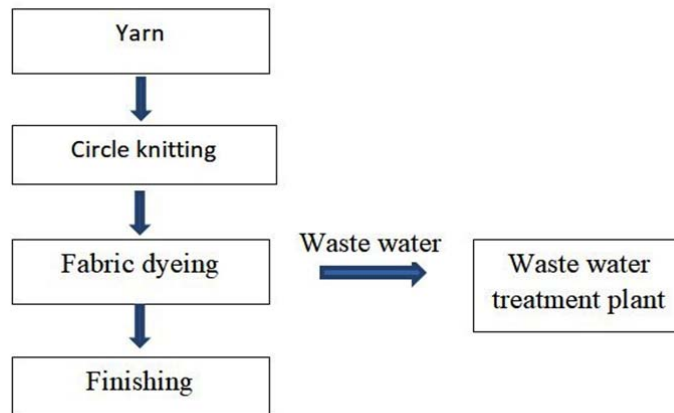 Yarn
Circle knitting
Fabric dyeing
Waste water
Waste water
treatment plant
Finishing